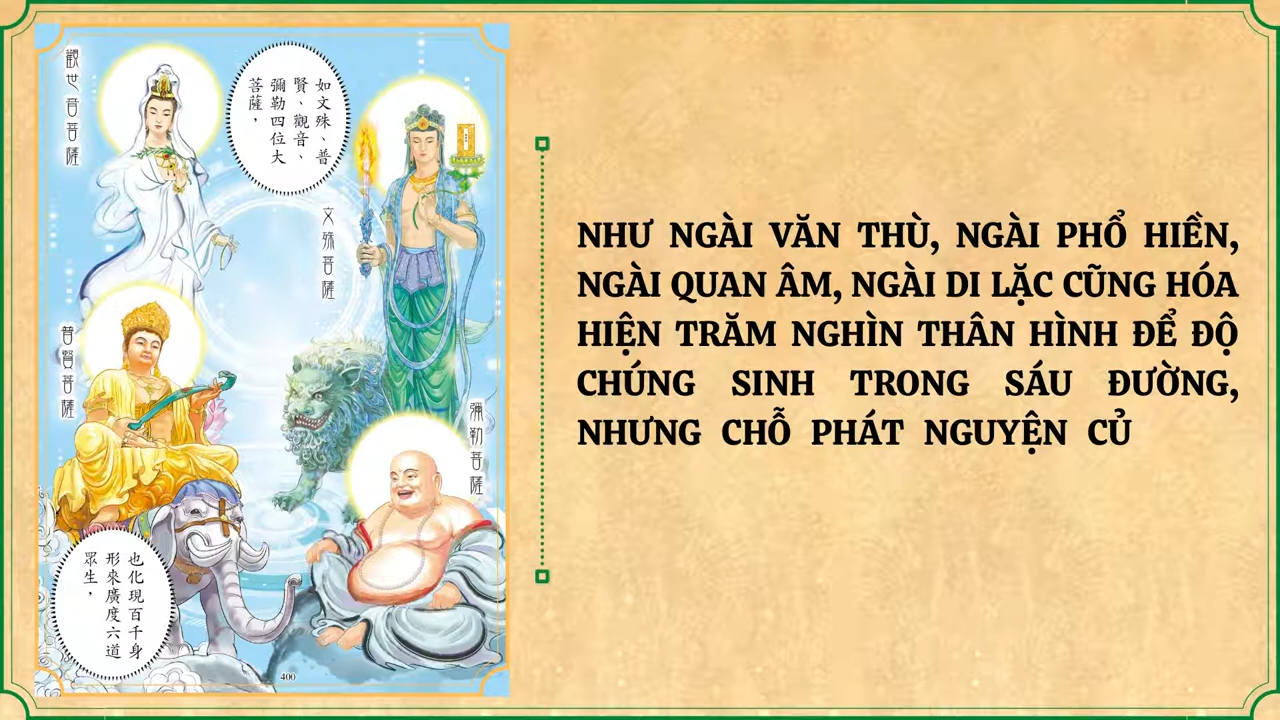 觀世音菩薩
如文殊、普
賢、觀音、
彌勒四位大
菩薩，
文殊菩薩
普賢菩薩
彌勒菩薩
也化現百千身
形來廣度六道
眾生，
400
NHƯ NGÀI VĂN THÙ, NGÀI PHỔ HIỀN,
NGÀI QUAN ÂM, NGÀI DI LẶC CŨNG HÓA
HIỆN TRĂM NGHÌN THÂN HÌNH ĐỂ ĐỘ
CHÚNG SINH TRONG SÁU ĐƯỜNG,
NHƯNG CHỖ PHÁT NGUYỆN CỦ